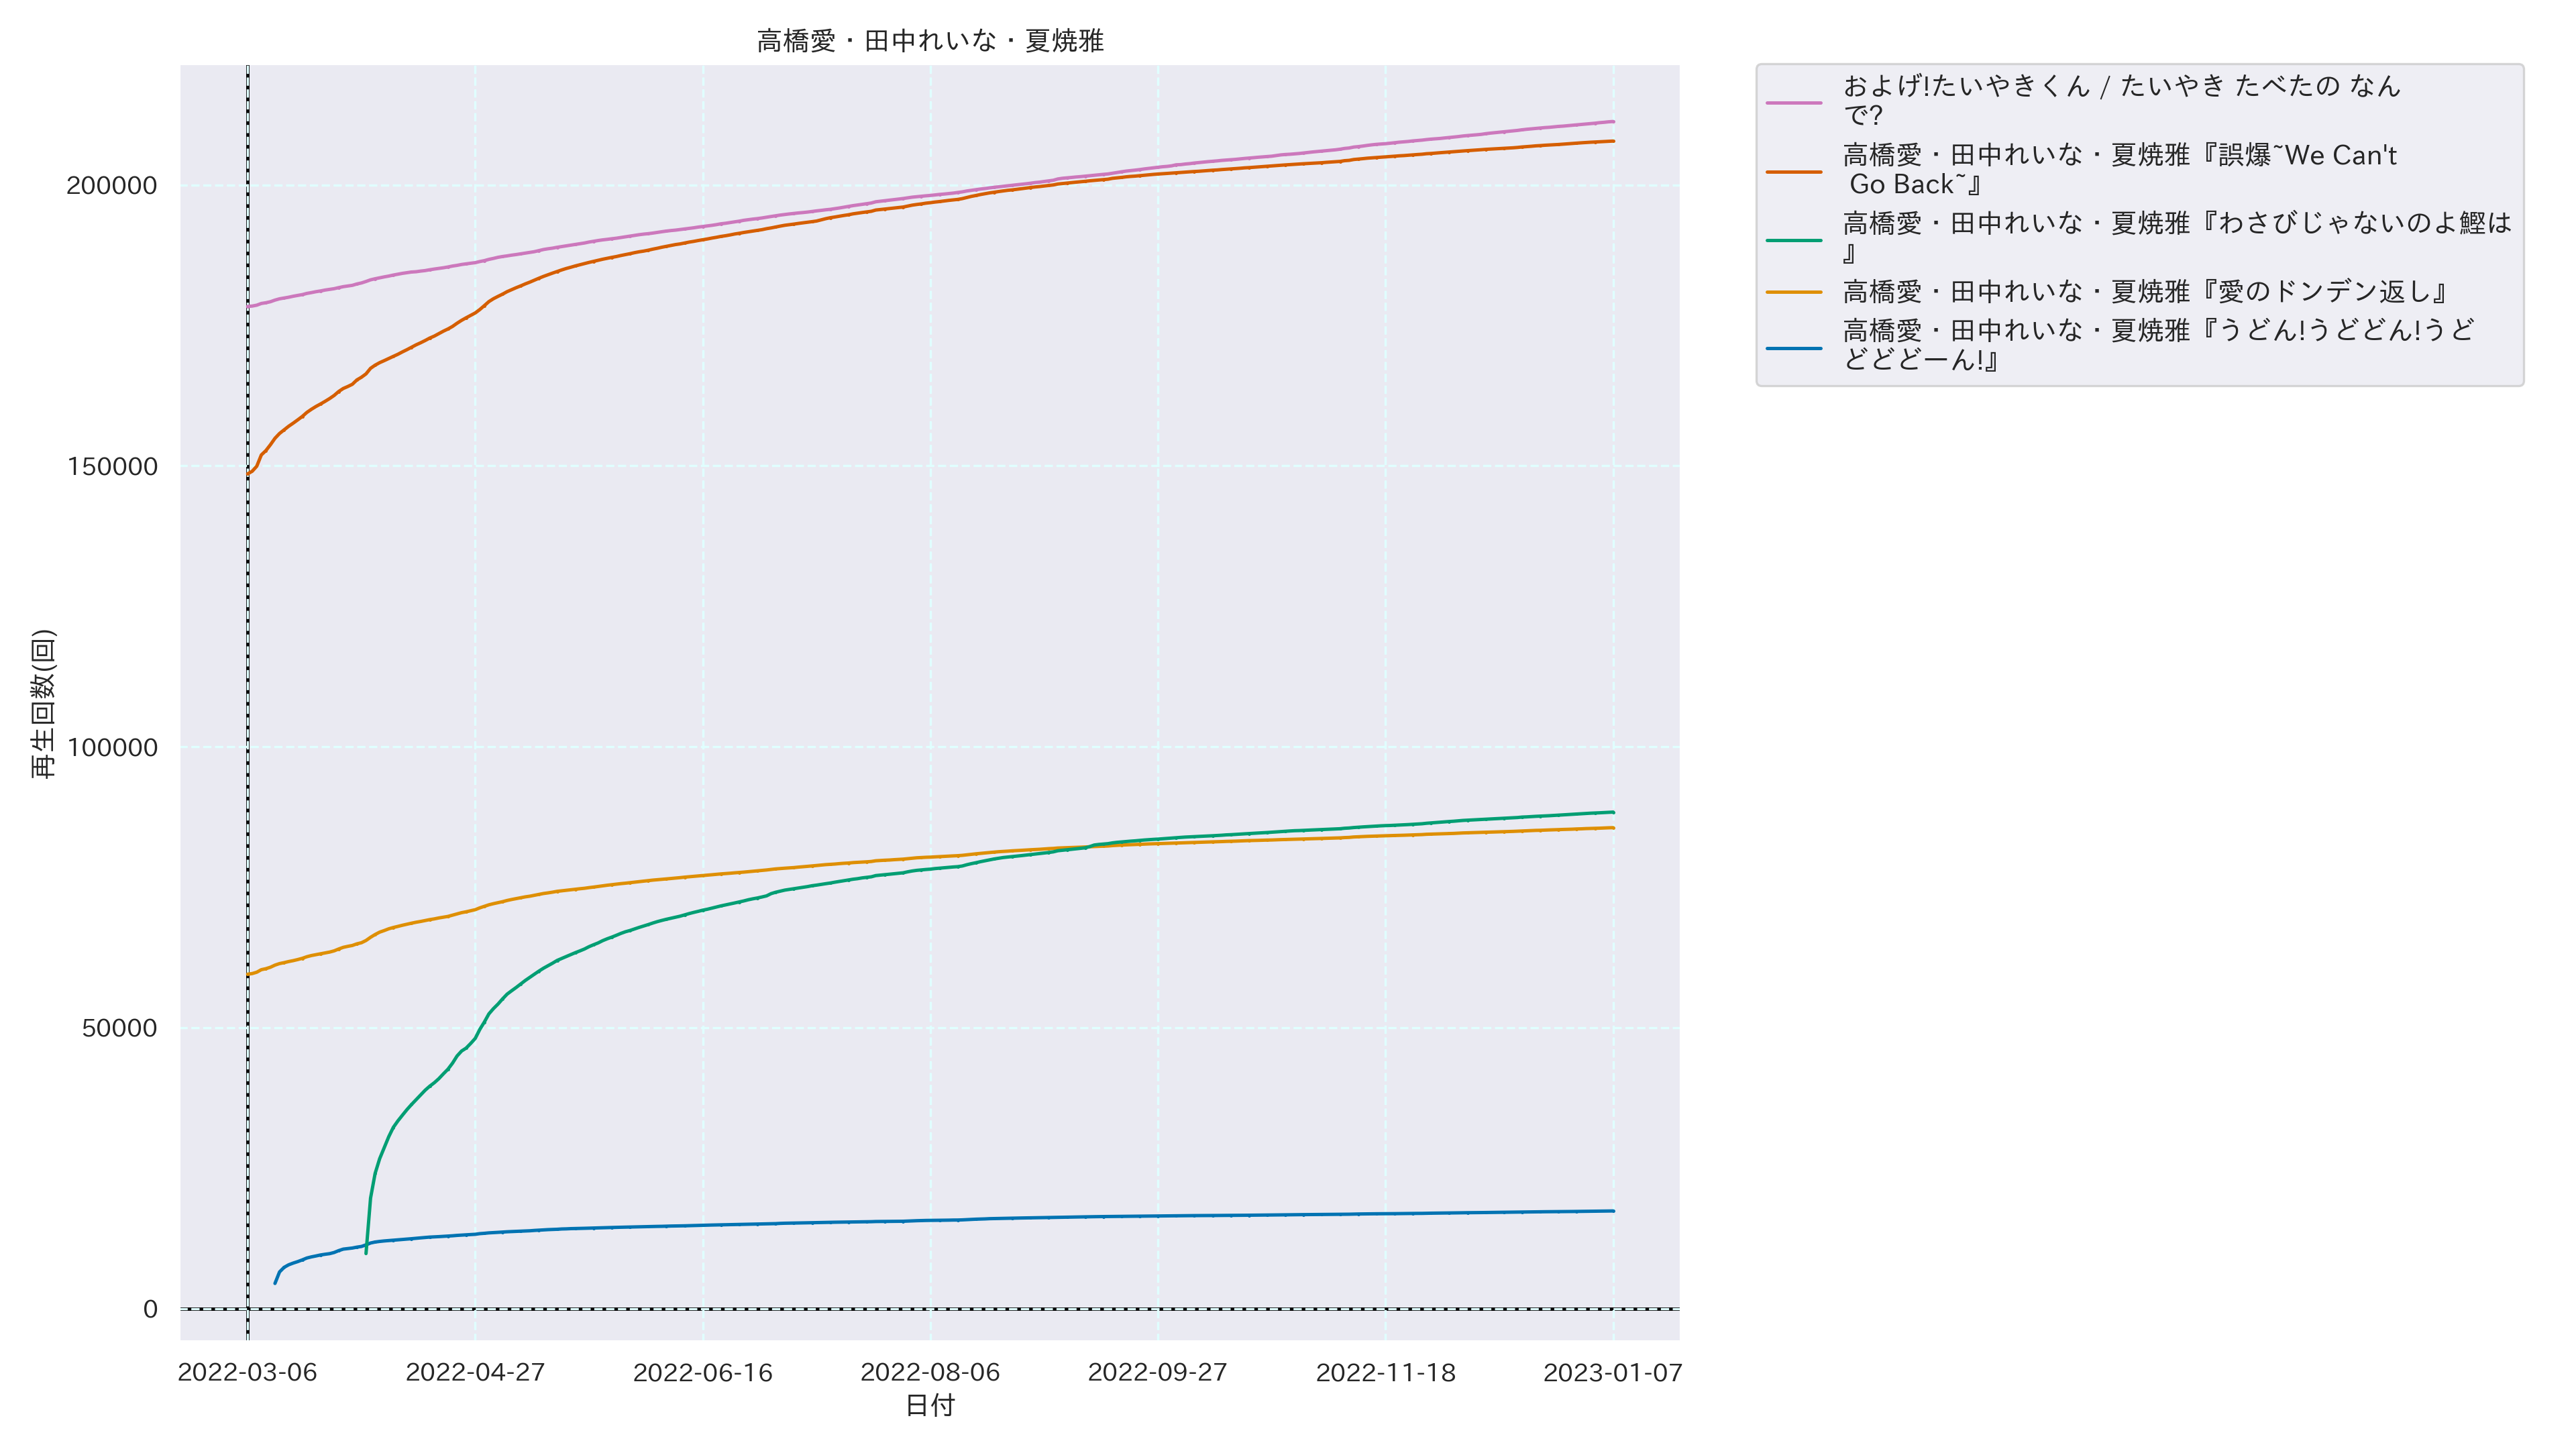 高橋愛・田中れいな・夏焼雅
およげ!たいやきくん / たいやき たべたの なん
で?
高橋愛・田中れいな・夏焼雅『誤爆~We Can't
Go Back~』
高橋愛・田中れいな・夏焼雅『わさびじゃないのよ鰹は
』
高橋愛・田中れいな・夏焼雅『愛のドンデン返し』
高橋愛・田中れいな・夏焼雅『うどん!うどどん!うど
どどどーん!』
再生回数(回)
200000
150000
100000
50000
0
2022-03-06
2022-04-27
2022-06-16
2022-08-06
2022-09-27
2022-11-18
2023-01-07
日付